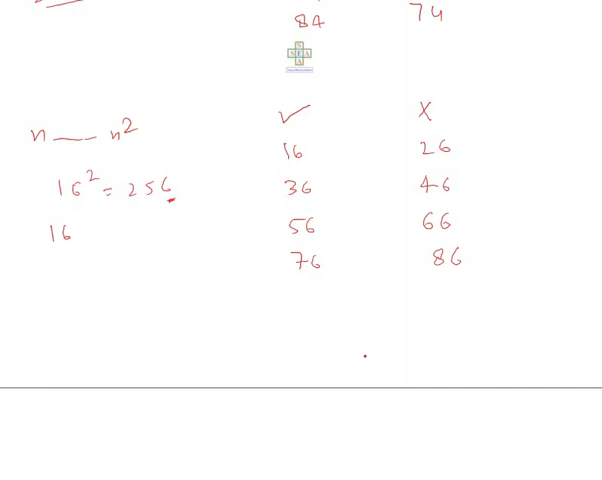 84 74
S
S E A
A
n — n²
✓ X
16 26
16² = 256
36 46
16
56 66
76 86